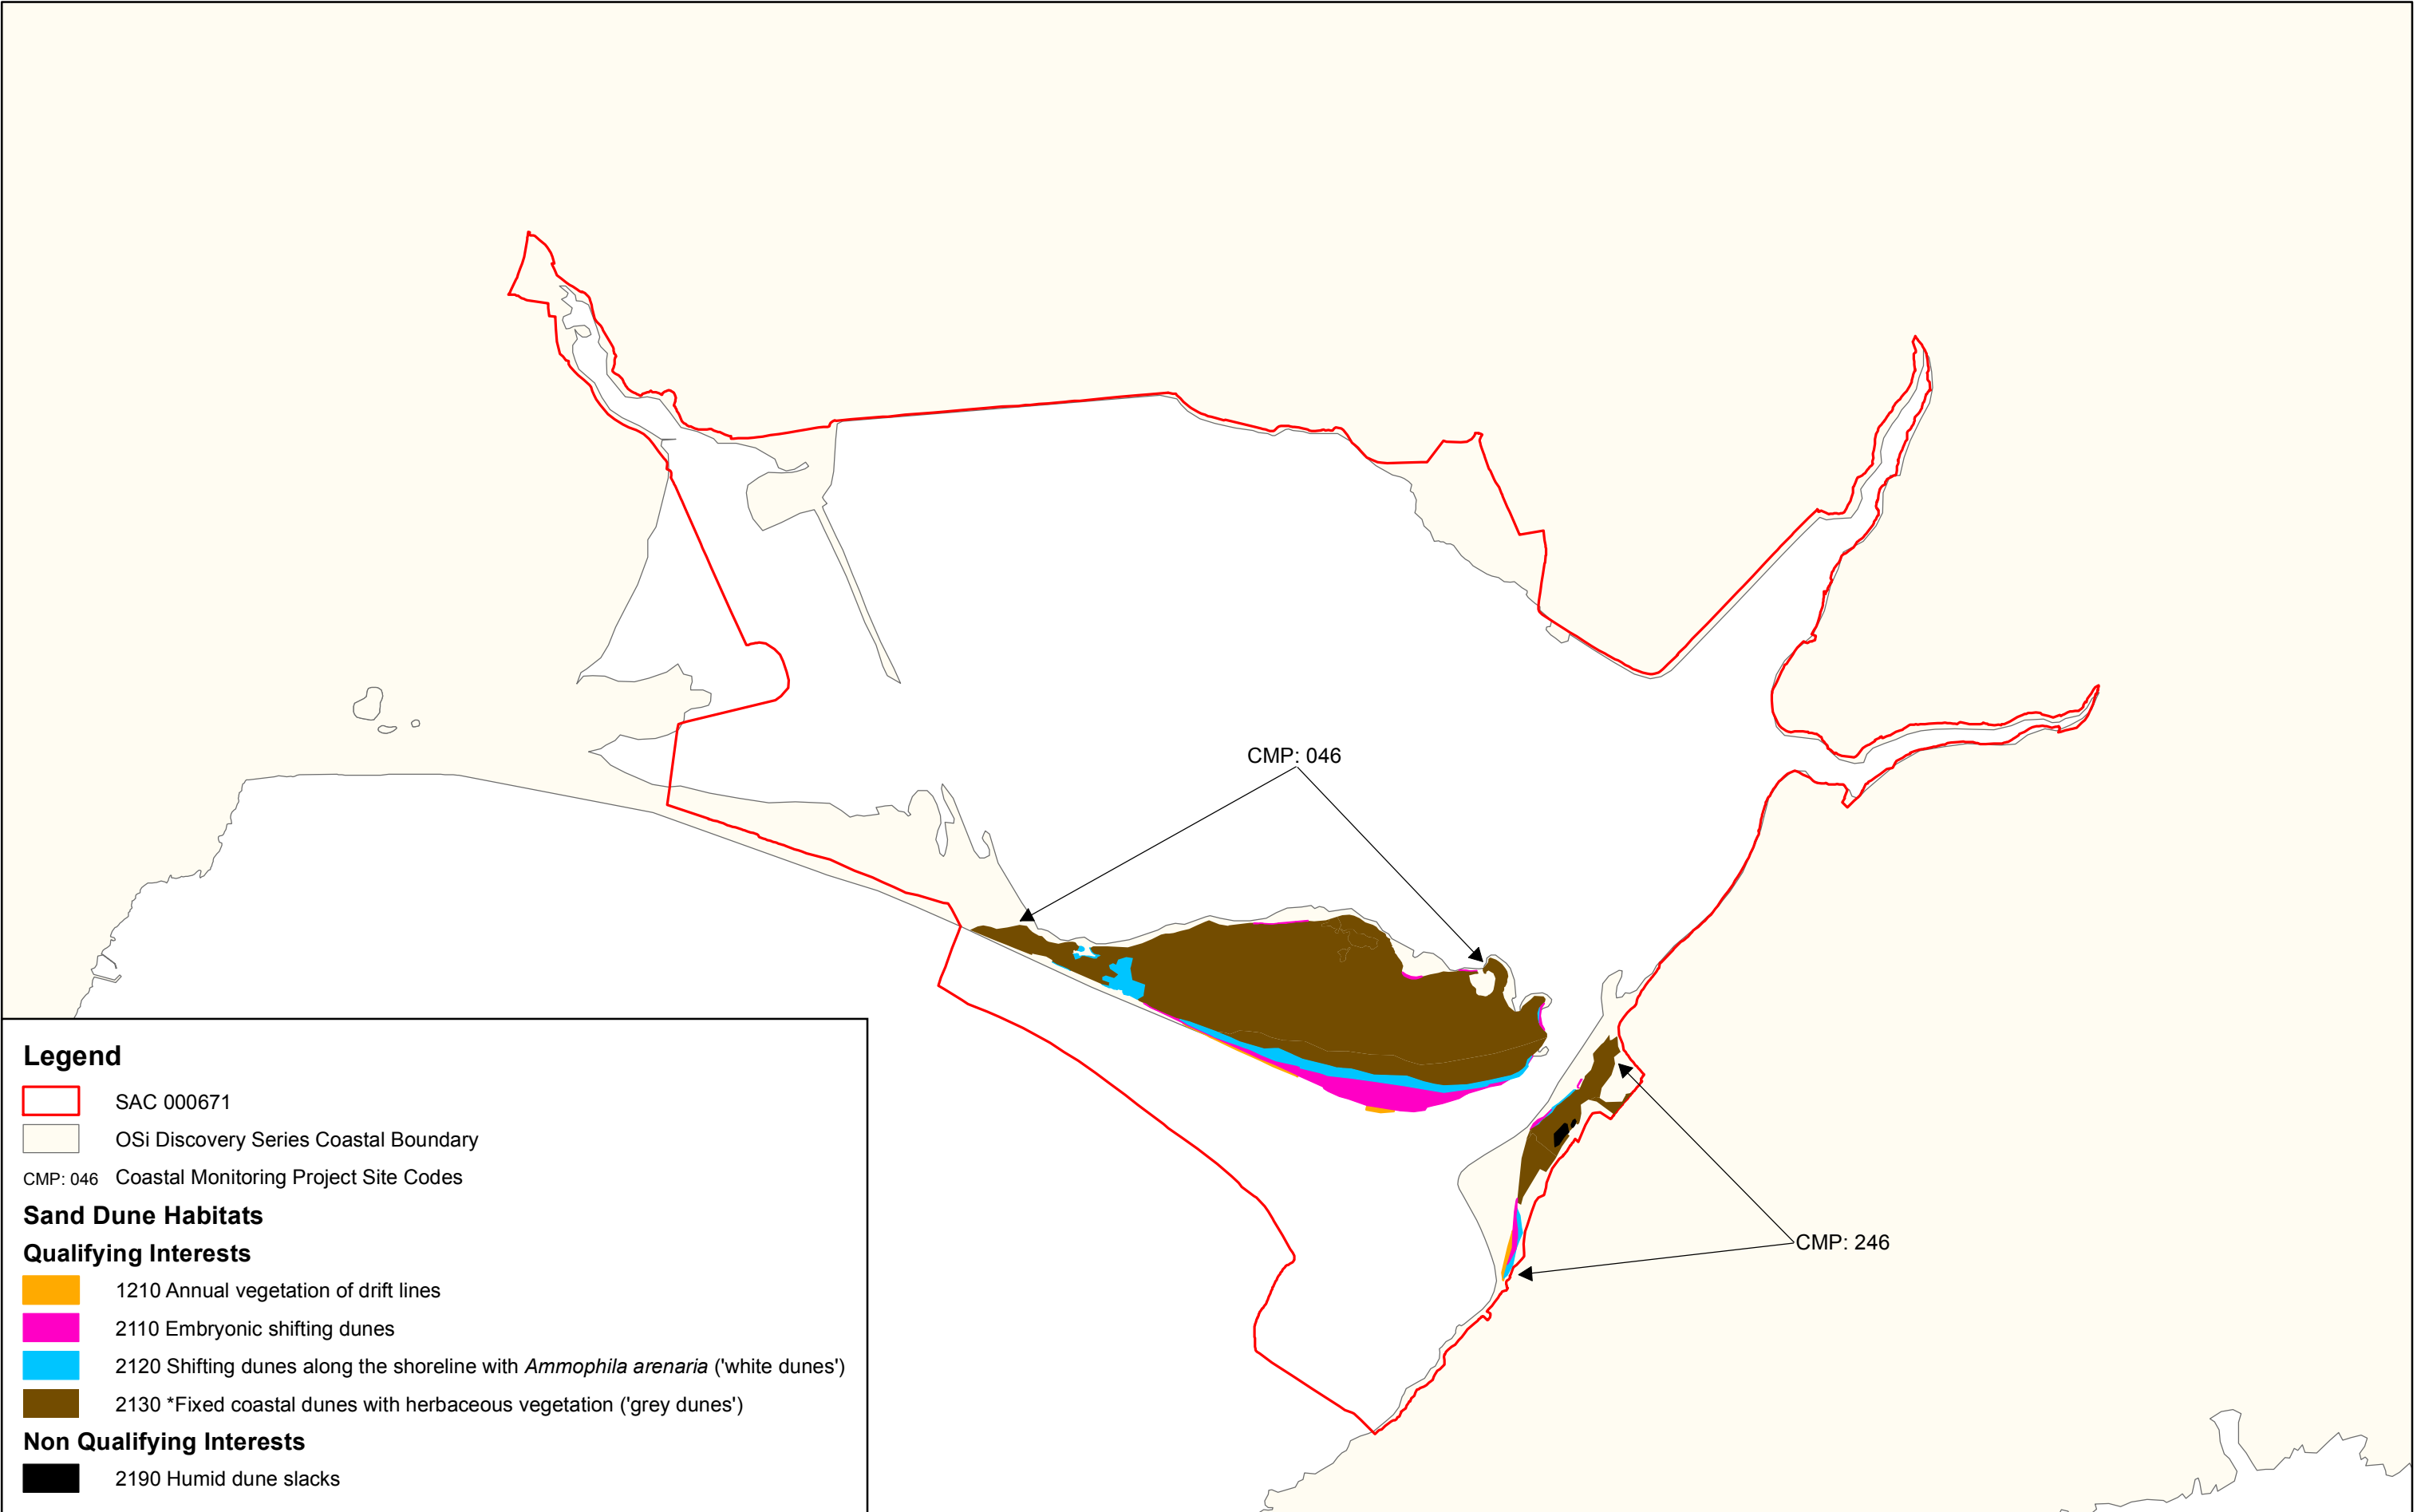 CMP: 046
CMP: 246
Legend
SAC 000671
OSi Discovery Series Coastal Boundary
CMP: 046 Coastal Monitoring Project Site Codes
Sand Dune Habitats
Qualifying Interests
1210 Annual vegetation of drift lines
2110 Embryonic shifting dunes
2120 Shifting dunes along the shoreline with Ammophila arenaria ('white dunes')
2130 *Fixed coastal dunes with herbaceous vegetation ('grey dunes')
Non Qualifying Interests
2190 Humid dune slacks